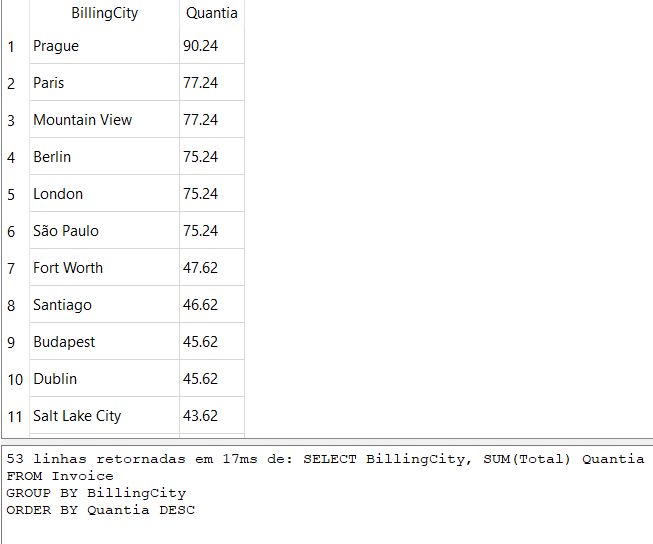 BillingCity Quantia
1 Prague 90.24
2 Paris 77.24
3 Mountain View 77.24
4 Berlin 75.24
5 London 75.24
6 São Paulo 75.24
7 Fort Worth 47.62
8 Santiago 46.62
9 Budapest 45.62
10 Dublin 45.62
11 Salt Lake City 43.62
53 linhas retornadas em 17ms de: SELECT BillingCity, SUM(Total) Quantia
FROM Invoice
GROUP BY BillingCity
ORDER BY Quantia DESC